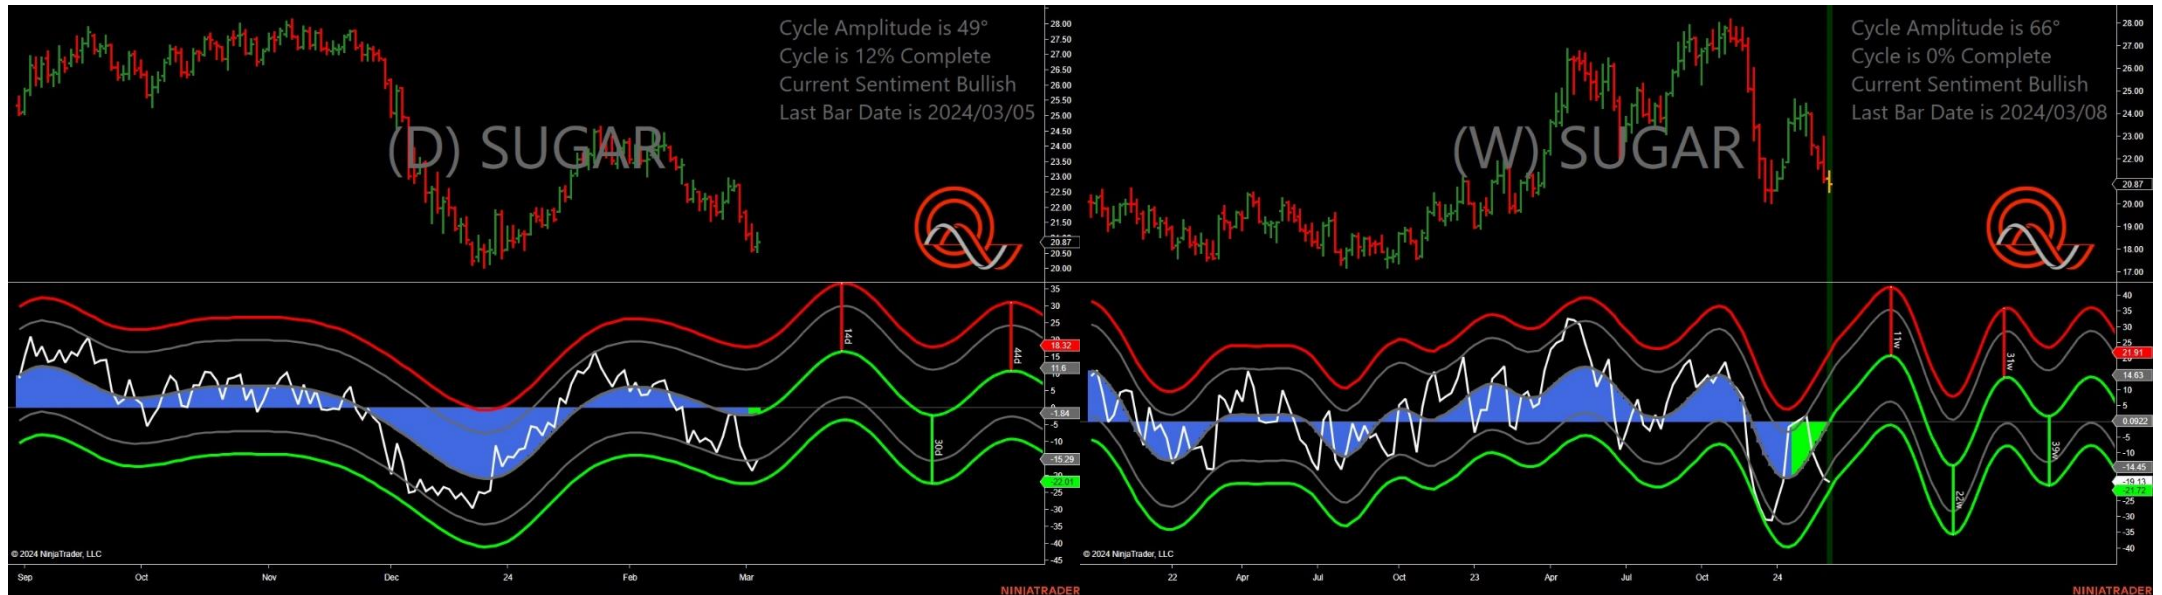 Cycle Amplitude is 49°
Cycle is 12% Complete
Current Sentiment Bullish
Last Bar Date is 2024/03/05
(D) SUGAR
28.00
27.50
27.00
26.50
26.00
25.50
25.00
24.50
24.00
23.50
23.00
22.50
22.00
21.50
20.87
20.50
20.00
35
30
25
18.32
15
11.6
5
-1.84
-5
-10
-15.29
-22.01
-25
-30
-35
-40
-45
14d
30d
44d
© 2024 NinjaTrader, LLC
Sep Oct Nov Dec 24 Feb Mar
NINJATRADER
Cycle Amplitude is 66°
Cycle is 0% Complete
Current Sentiment Bullish
Last Bar Date is 2024/03/08
(W) SUGAR
28.00
27.00
26.00
25.00
24.00
23.00
22.00
20.87
20.00
19.00
18.00
17.00
40
35
30
25
21.91
14.63
10
5
0.0922
-5
-10
-14.45
-19.13
-21.72
-25
-30
-35
-40
11w
22w
31w
39w
© 2024 NinjaTrader, LLC
22 Apr Jul Oct 23 Apr Jul Oct 24
NINJATRADER